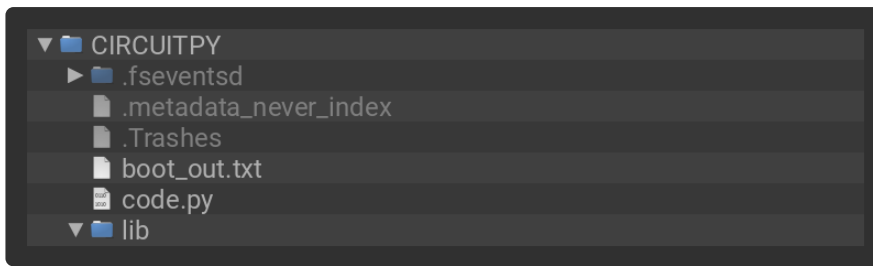 CIRCUITPY
.fseventsd
.metadata_never_index
.Trashes
boot_out.txt
code.py
lib